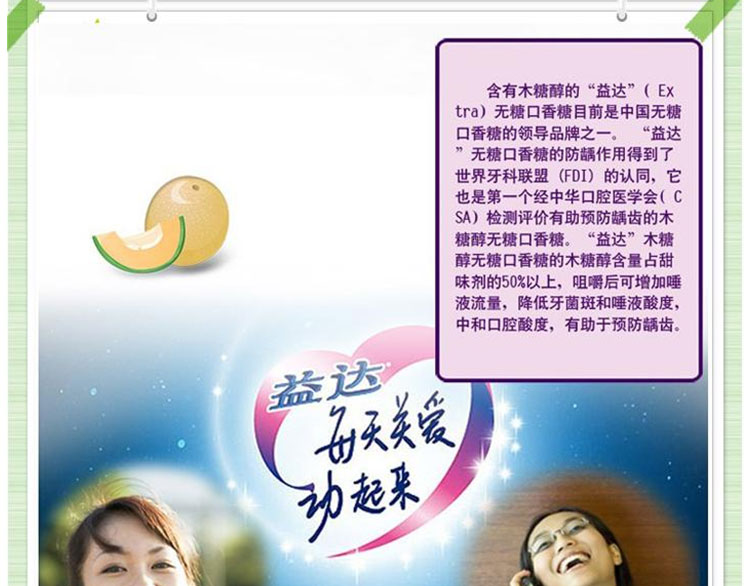 含有木糖醇的“益达”( Ex
tra) 无糖口香糖目前是中国无糖
口香糖的领导品牌之一。 “益达
”无糖口香糖的防龋作用得到了
世界牙科联盟 (FDI) 的认同，它
也是第一个经中华口腔医学会( C
SA) 检测评价有助预防龋齿的木
糖醇无糖口香糖。“益达”木糖
醇无糖口香糖的木糖醇含量占甜
味剂的50%以上，咀嚼后可增加唾
液流量，降低牙菌斑和唾液酸度，
中和口腔酸度，有助于预防龋齿。
益达
每天关爱
动起来